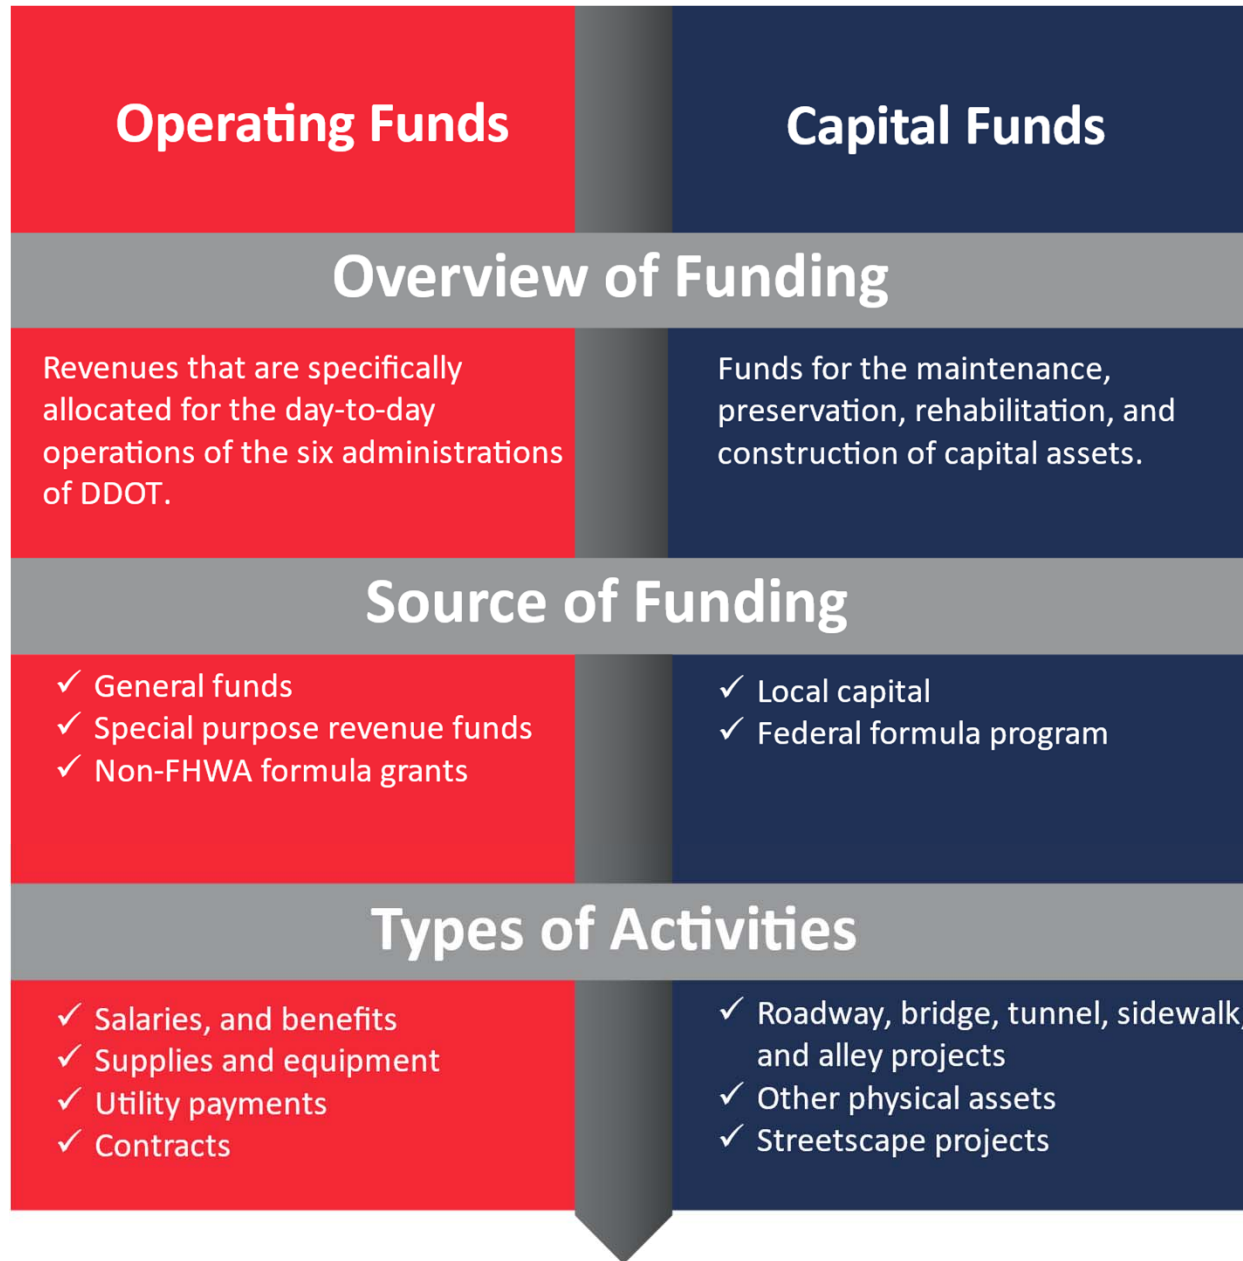 Operating Funds
Capital Funds
Overview of Funding
Revenues that are specifically
allocated for the day-to-day
operations of the six administrations
of DDOT.
Funds for the maintenance,
preservation, rehabilitation, and
construction of capital assets.
Source of Funding
✓ General funds
✓ Special purpose revenue funds
✓ Non-FHWA formula grants
✓ Local capital
✓ Federal formula program
Types of Activities
✓ Salaries, and benefits
✓ Supplies and equipment
✓ Utility payments
✓ Contracts
✓ Roadway, bridge, tunnel, sidewalk,
and alley projects
✓ Other physical assets
✓ Streetscape projects